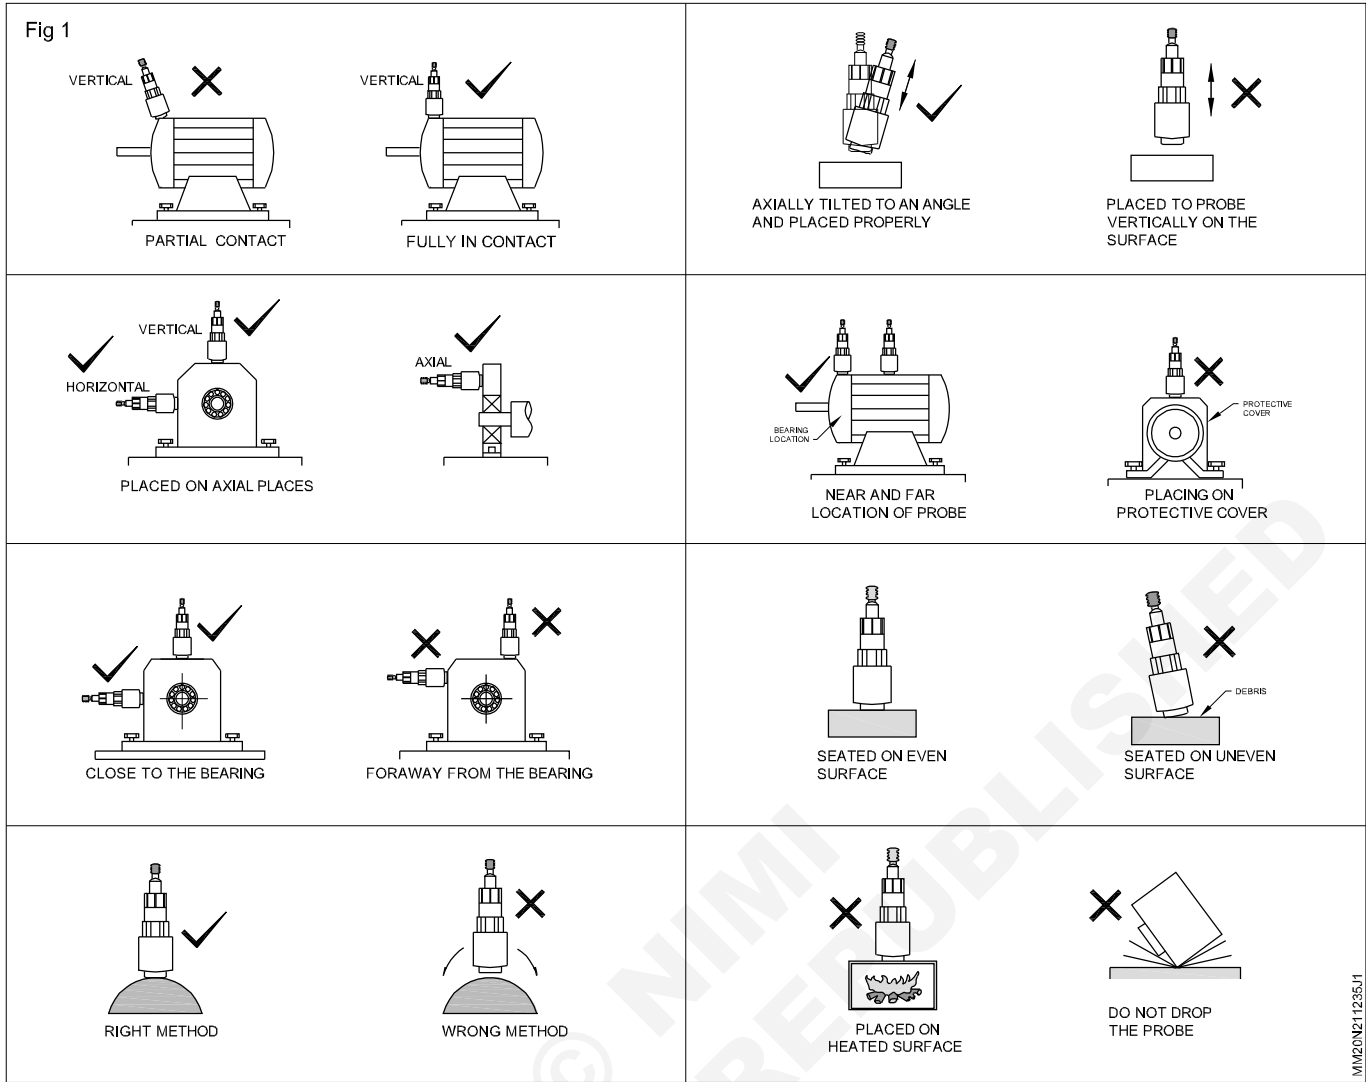 Fig 1
VERTICAL
PARTIAL CONTACT
VERTICAL
FULLY IN CONTACT
AXIALLY TILTED TO AN ANGLE
AND PLACED PROPERLY
PLACED TO PROBE
VERTICALLY ON THE
SURFACE
VERTICAL
HORIZONTAL
AXIAL
PLACED ON AXIAL PLACES
BEARING
LOCATION
NEAR AND FAR
LOCATION OF PROBE
PROTECTIVE
COVER
PLACING ON
PROTECTIVE COVER
CLOSE TO THE BEARING
FORAWAY FROM THE BEARING
SEATED ON EVEN
SURFACE
DEBRIS
SEATED ON UNEVEN
SURFACE
RIGHT METHOD
WRONG METHOD
PLACED ON
HEATED SURFACE
DO NOT DROP
THE PROBE
MM20N211235J1
© NIMI
REPUBLISHED